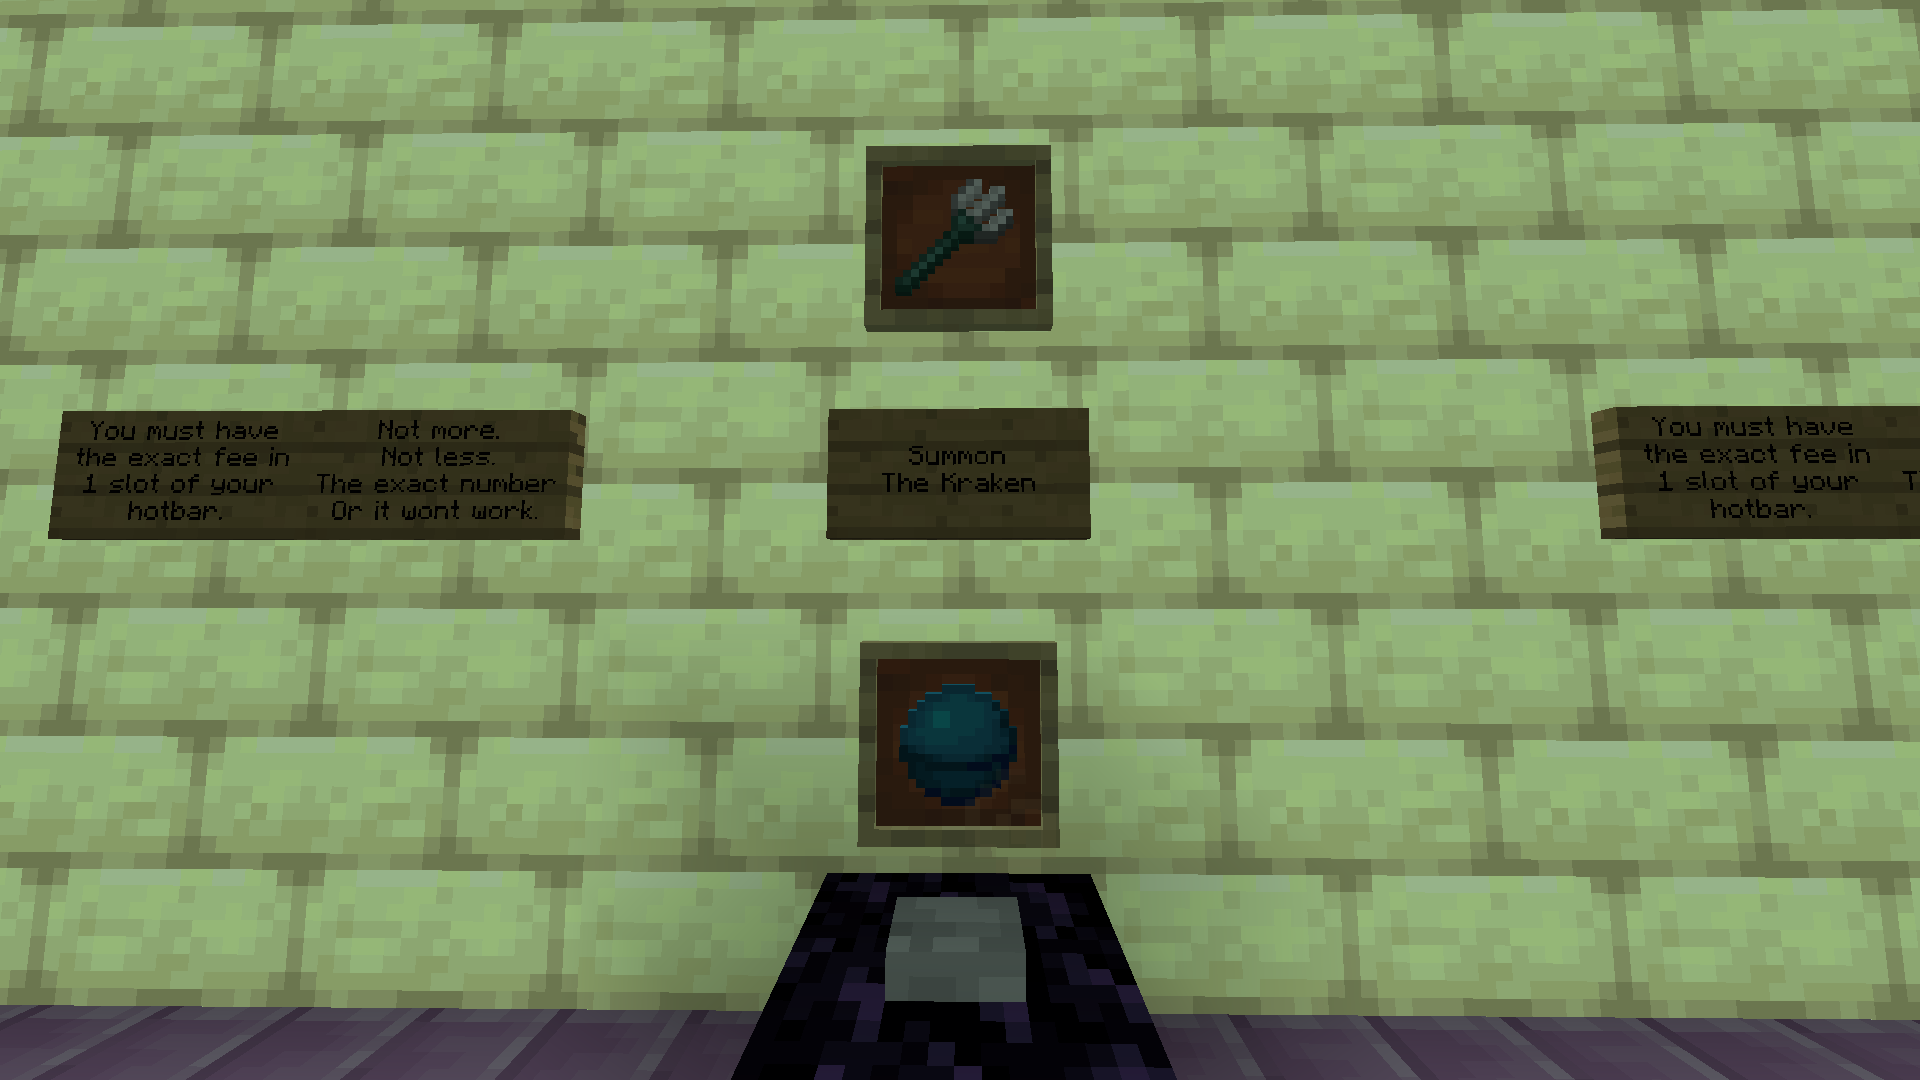 You must have
the exact fee in
1 slot of your
hotbar.
Not more.
Not less.
The exact number
Or it wont work.
Summon
The Kraken
You must have
the exact fee in
1 slot of your
hotbar.